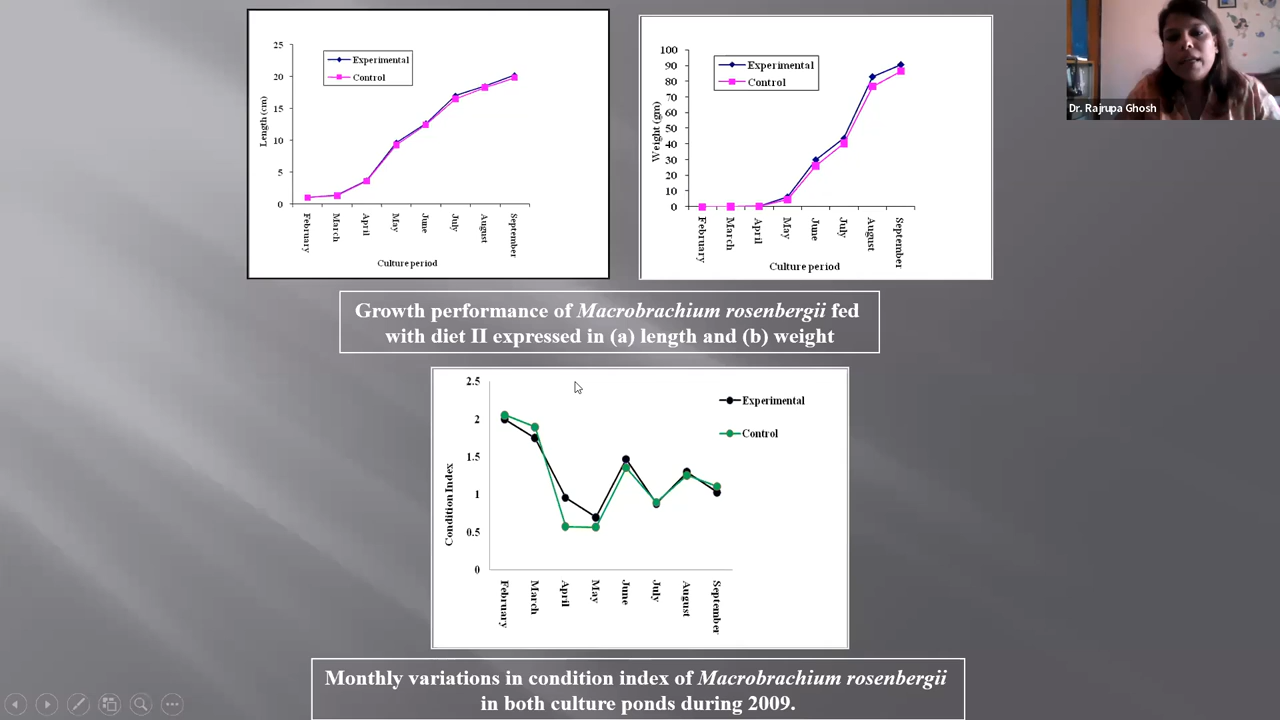 25
20
15
10
5
0
Length (cm)
Experimental
Control
February
March
April
May
June
July
August
September
Culture period
100
90
80
70
60
50
40
30
20
10
0
Weight (gm)
Experimental
Control
February
March
April
May
June
July
August
September
Culture period
Dr. Rajrupa Ghosh
Growth performance of Macrobrachium rosenbergii fed
with diet II expressed in (a) length and (b) weight
2.5
2
1.5
1
0.5
0
Condition Index
Experimental
Control
February
March
April
May
June
July
August
September
Monthly variations in condition index of Macrobrachium rosenbergii
in both culture ponds during 2009.